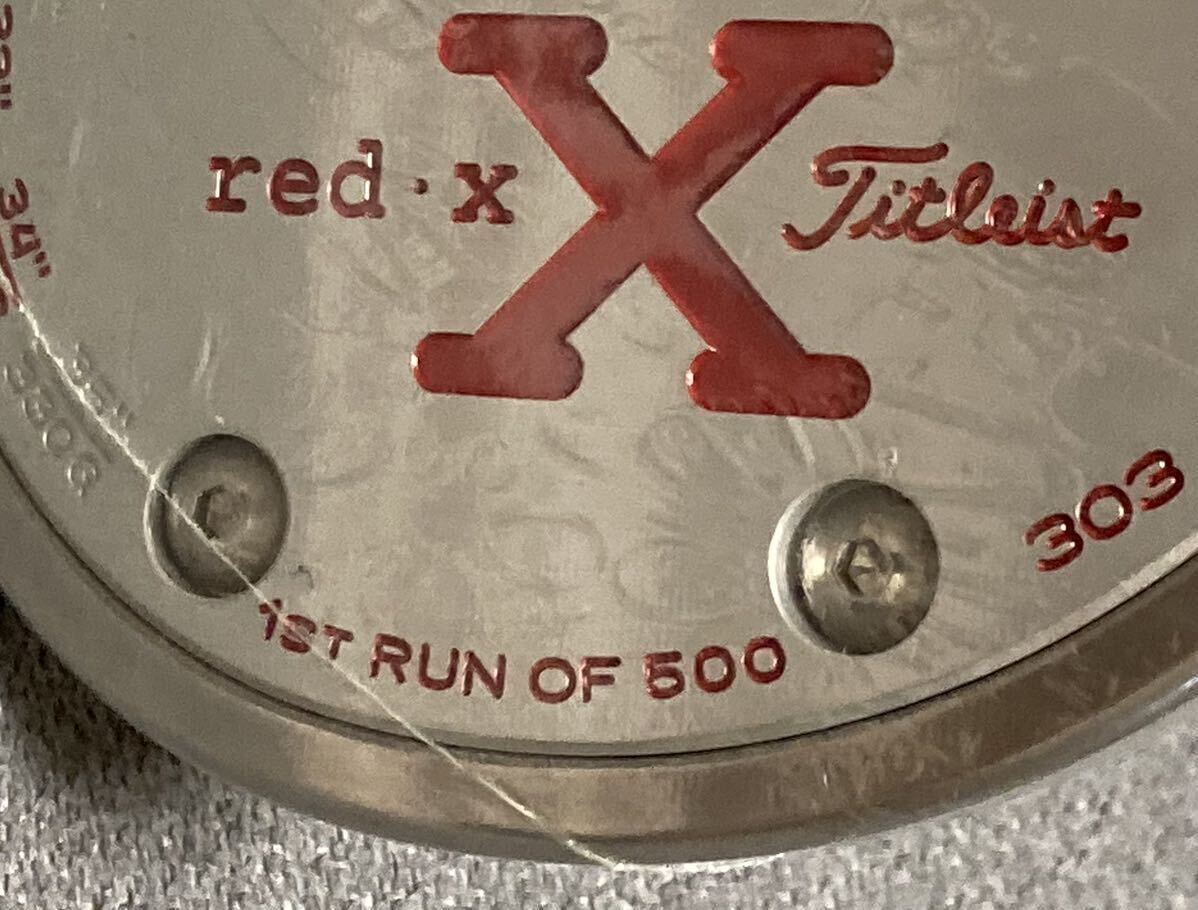 34"
red·x X Titleist
303
1ST RUN OF 500